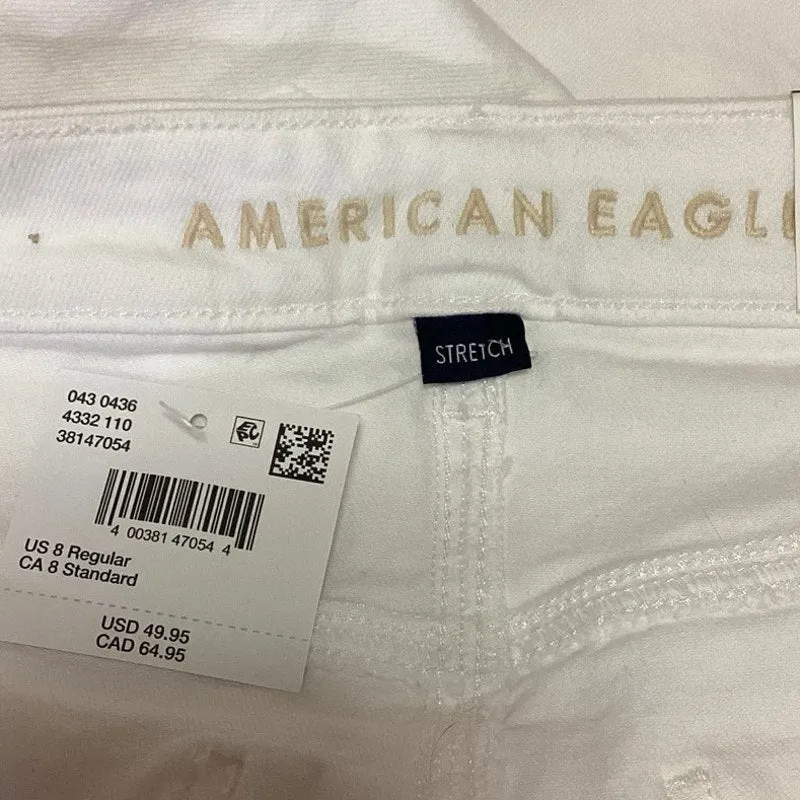 AMERICAN EAGL
STRETCH
043 0436
4332 110
38147054
4 00381 47054 4
US 8 Regular
CA 8 Standard
USD 49.95
CAD 64.95